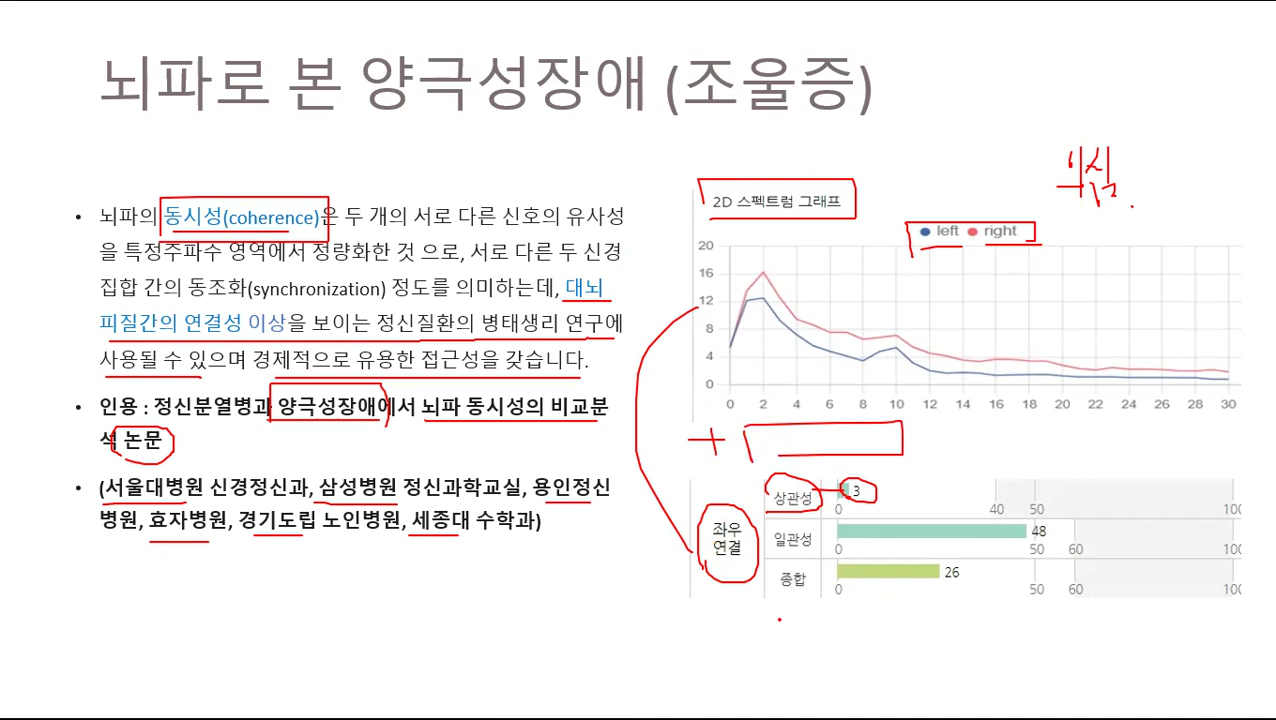 뇌파로 본 양극성장애 (조울증)
• 뇌파의 동시성(coherence)은 두 개의 서로 다른 신호의 유사성
을 특정주파수 영역에서 정량화한 것 으로, 서로 다른 두 신경
집합 간의 동조화(synchronization) 정도를 의미하는데, 대뇌
피질간의 연결성 이상을 보이는 정신질환의 병태생리 연구에
사용될 수 있으며 경제적으로 유용한 접근성을 갖습니다.
• 인용 : 정신분열병과 양극성장애에서 뇌파 동시성의 비교분
석 논문
• (서울대병원 신경정신과, 삼성병원 정신과학교실, 용인정신
병원, 효자병원, 경기도립 노인병원, 세종대 수학과)
2D 스펙트럼 그래프
left right
20
16
12
8
4
0
0 2 4 6 8 10 12 14 16 18 20 22 24 26 28 30
+
좌우
연결
상관성 3
0 40 50 100
일관성 48
0 50 60 100
종합 26
0 50 60 100